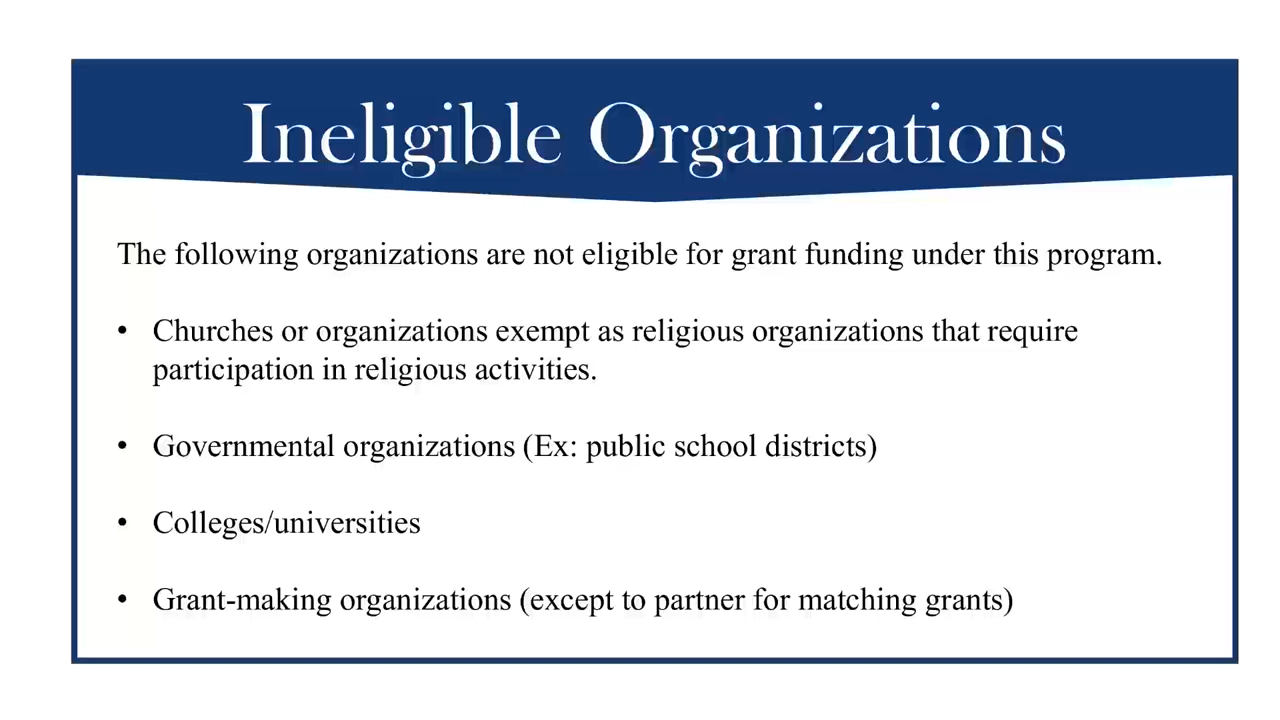 Ineligible Organizations
The following organizations are not eligible for grant funding under this program.
• Churches or organizations exempt as religious organizations that require
participation in religious activities.
• Governmental organizations (Ex: public school districts)
• Colleges/universities
• Grant-making organizations (except to partner for matching grants)